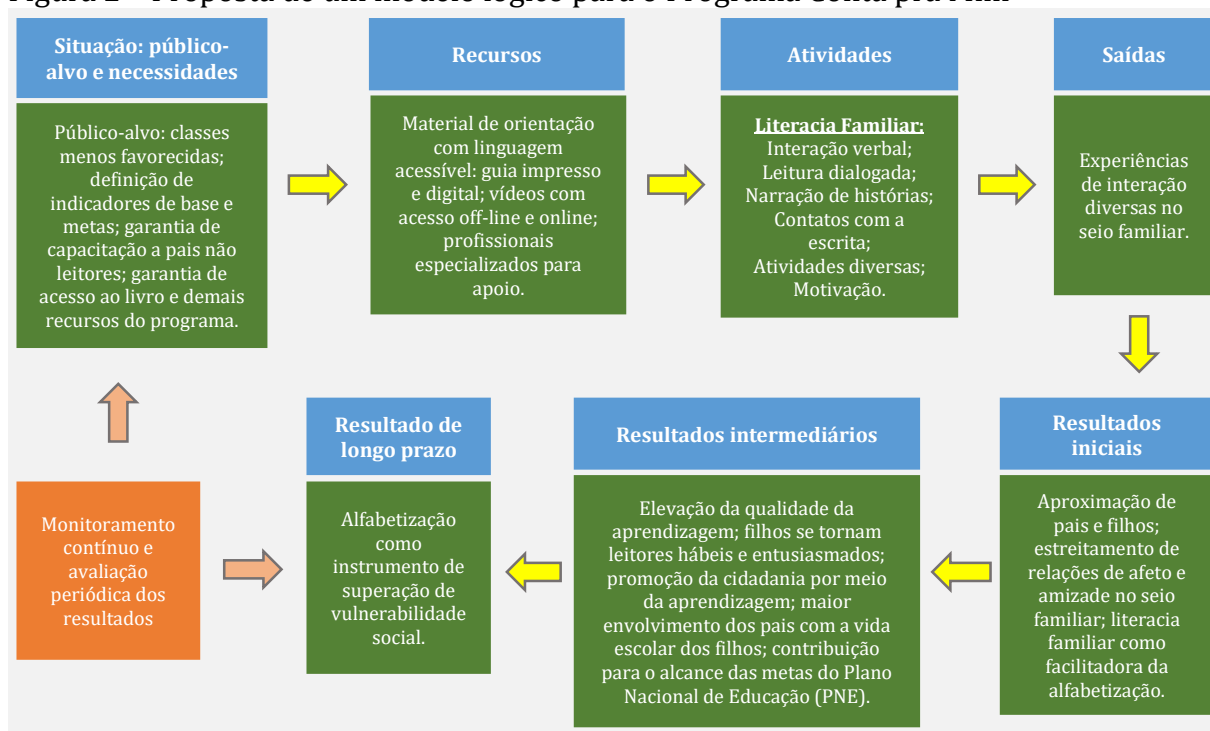 Situação: público-
alvo e necessidades
Público-alvo: classes
menos favorecidas;
definição de
indicadores de base e
metas; garantia de
capacitação a pais não
leitores; garantia de
acesso ao livro e demais
recursos do programa.
Recursos
Material de orientação
com linguagem
acessível: guia impresso
e digital; vídeos com
acesso off-line e online;
profissionais
especializados para
apoio.
Atividades
Literacia Familiar:
Interação verbal;
Leitura dialogada;
Narração de histórias;
Contatos com a
escrita;
Atividades diversas;
Motivação.
Saídas
Experiências
de interação
diversas no
seio familiar.
Resultados
iniciais
Aproximação de
pais e filhos;
estreitamento de
relações de afeto e
amizade no seio
familiar; literacia
familiar como
facilitadora da
alfabetização.
Resultados intermediários
Elevação da qualidade da
aprendizagem; filhos se tornam
leitores hábeis e entusiasmados;
promoção da cidadania por meio
da aprendizagem; maior
envolvimento dos pais com a vida
escolar dos filhos; contribuição
para o alcance das metas do Plano
Nacional de Educação (PNE).
Resultado de
longo prazo
Alfabetização
como
instrumento de
superação de
vulnerabilidade
social.
Monitoramento
contínuo e
avaliação
periódica dos
resultados